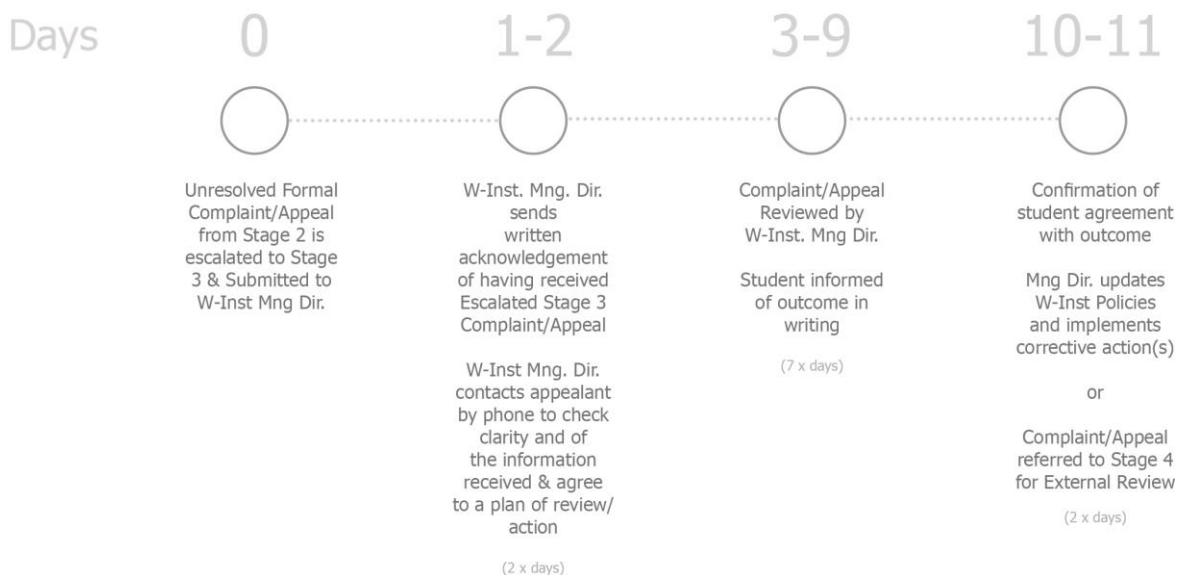 Days
0
1-2
3-9
10-11
Unresolved Formal
Complaint/Appeal
from Stage 2 is
escalated to Stage
3 & Submitted to
W-Inst Mng Dir.
W-Inst. Mng. Dir.
sends
written
acknowledgement
of having received
Escalated Stage 3
Complaint/Appeal
W-Inst Mng. Dir.
contacts appealant
by phone to check
clarity and of
the information
received & agree
to a plan of review/
action
(2 x days)
Complaint/Appeal
Reviewed by
W-Inst. Mng Dir.
Student informed
of outcome in
writing
(7 x days)
Confirmation of
student agreement
with outcome
Mng Dir. updates
W-Inst Policies
and implements
corrective action(s)
or
Complaint/Appeal
referred to Stage 4
for External Review
(2 x days)